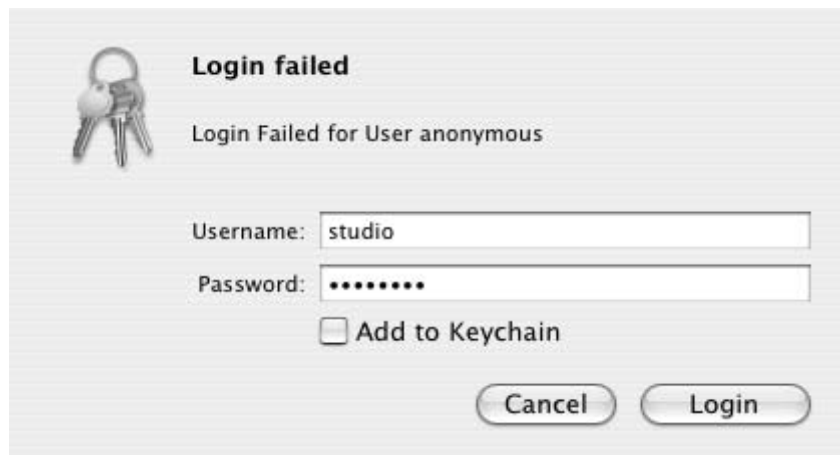 Login failed
Login Failed for User anonymous
Username: studio
Password: ••••••••
Add to Keychain
Cancel Login